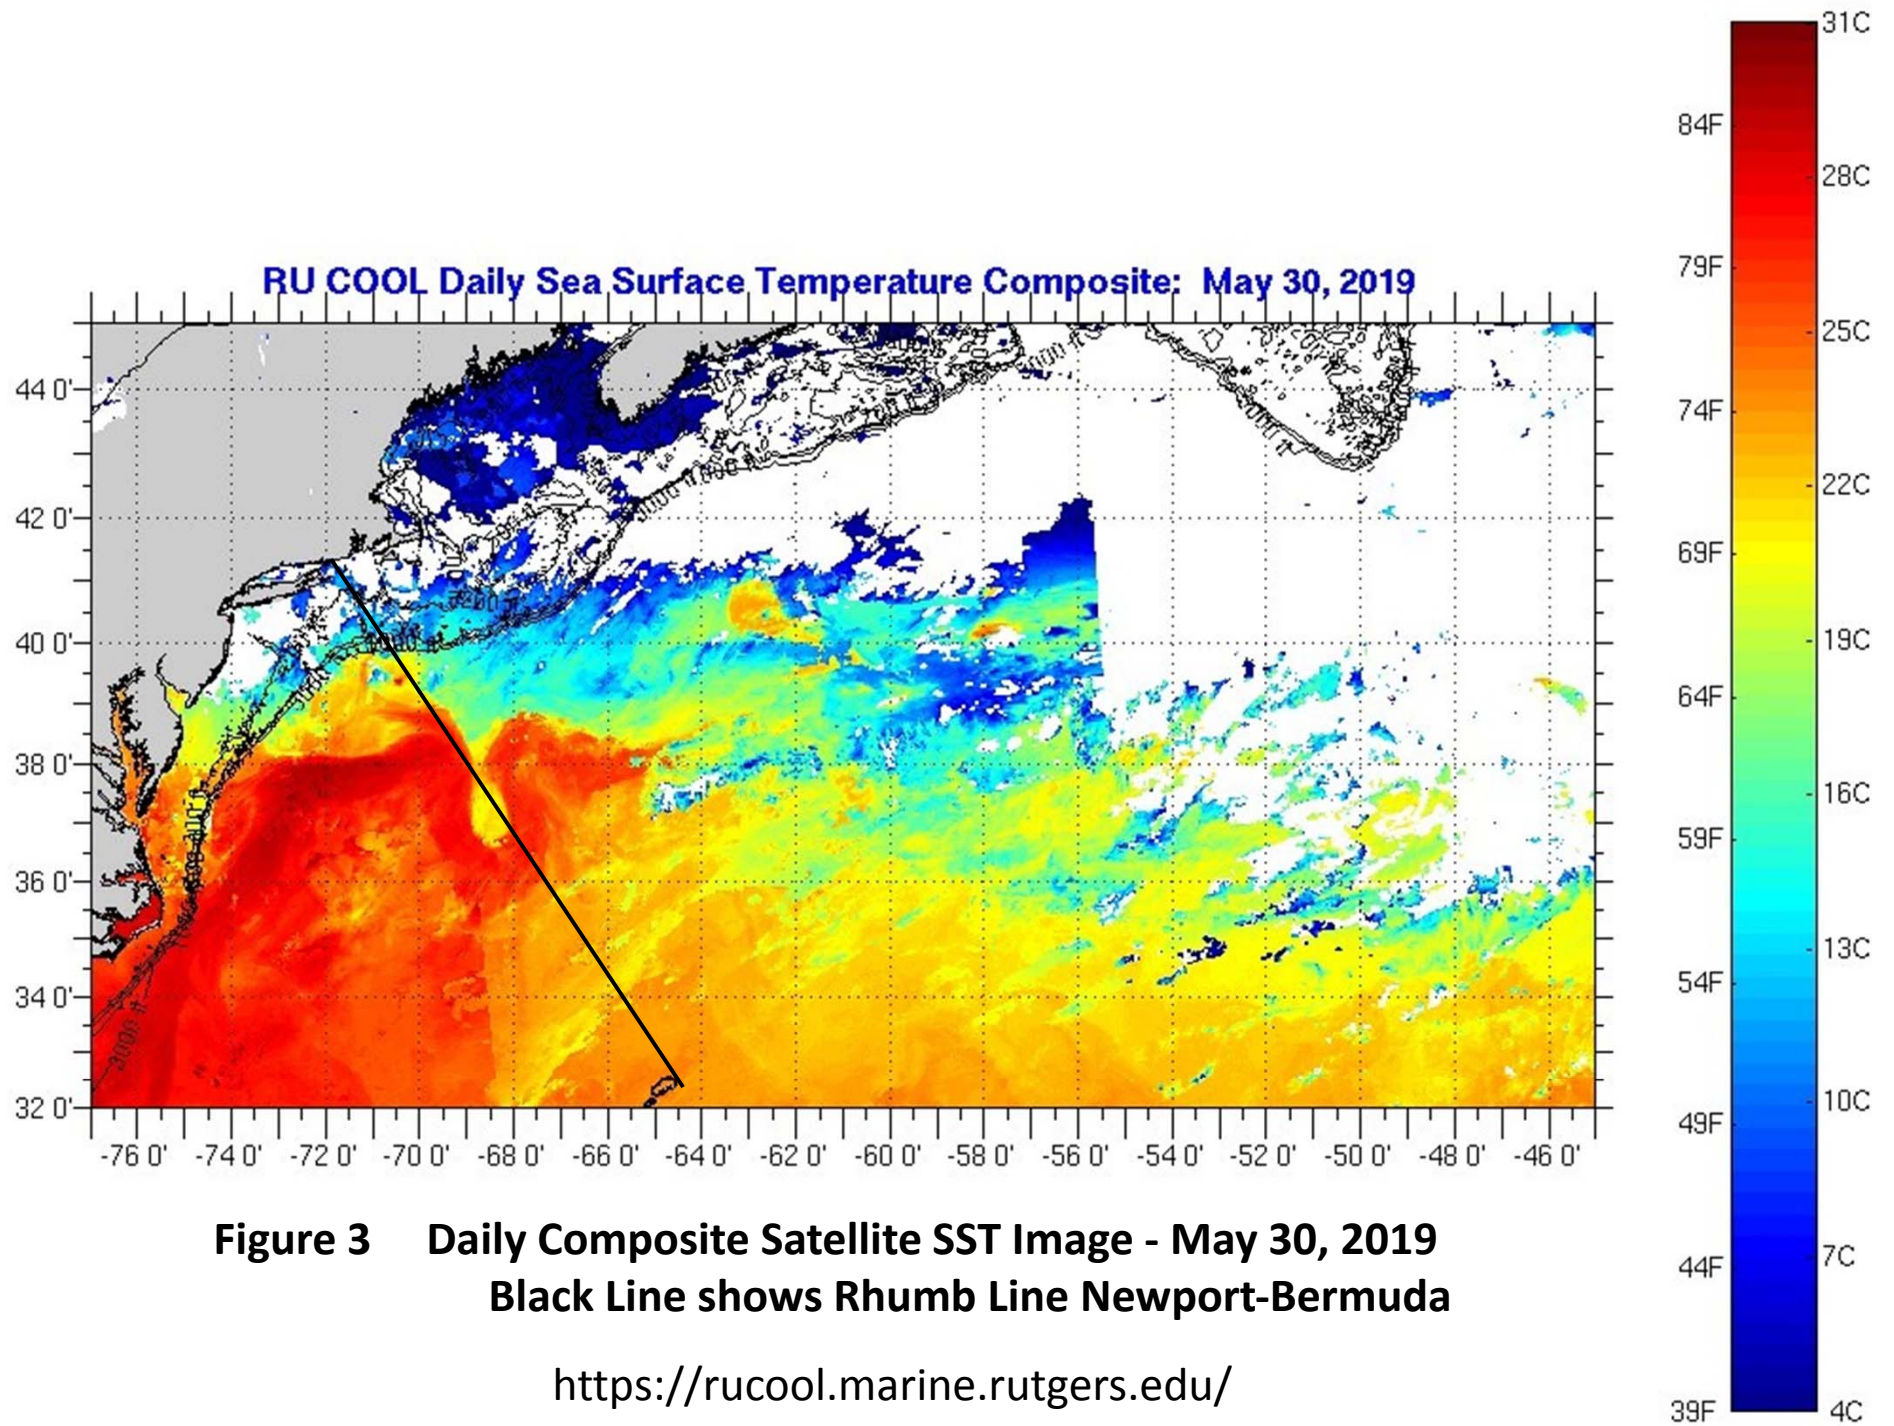 RU COOL Daily Sea Surface Temperature Composite: May 30, 2019
44 0'
42 0'
40 0'
38 0'
36 0'
34 0'
32 0'
3000 ft
-76 0' -74 0' -72 0' -70 0' -68 0' -66 0' -64 0' -62 0' -60 0' -58 0' -56 0' -54 0' -52 0' -50 0' -48 0' -46 0'
31C
84F
28C
79F
25C
74F
22C
69F
19C
64F
16C
59F
13C
54F
10C
49F
7C
44F
39F 4C
Figure 3 Daily Composite Satellite SST Image - May 30, 2019
Black Line shows Rhumb Line Newport-Bermuda
https://rucool.marine.rutgers.edu/